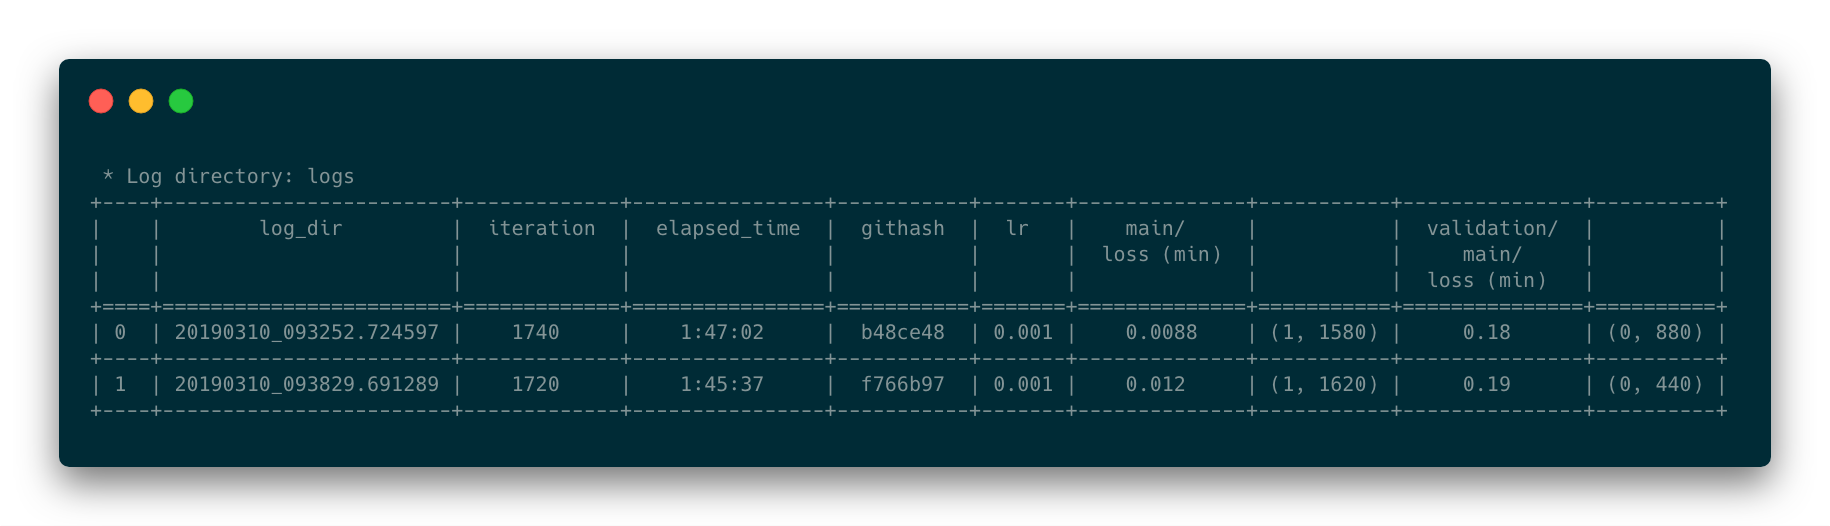 * Log directory: logs
+----+------------------------+-------------+----------------+-----------+-------+--------------+-----------+---------------+----------+
|    |        log_dir         |  iteration  |  elapsed_time  |  githash  |  lr   |    main/     |           |  validation/  |          |
|    |                        |             |                |           |       |  loss (min)  |           |     main/     |          |
|    |                        |             |                |           |       |              |           |  loss (min)   |          |
+====+========================+=============+================+===========+=======+==============+===========+===============+==========+
| 0  | 20190310_093252.724597 |    1740     |    1:47:02     |  b48ce48  | 0.001 |    0.0088    | (1, 1580) |     0.18      | (0, 880) |
+----+------------------------+-------------+----------------+-----------+-------+--------------+-----------+---------------+----------+
| 1  | 20190310_093829.691289 |    1720     |    1:45:37     |  f766b97  | 0.001 |    0.012     | (1, 1620) |     0.19      | (0, 440) |
+----+------------------------+-------------+----------------+-----------+-------+--------------+-----------+---------------+----------+